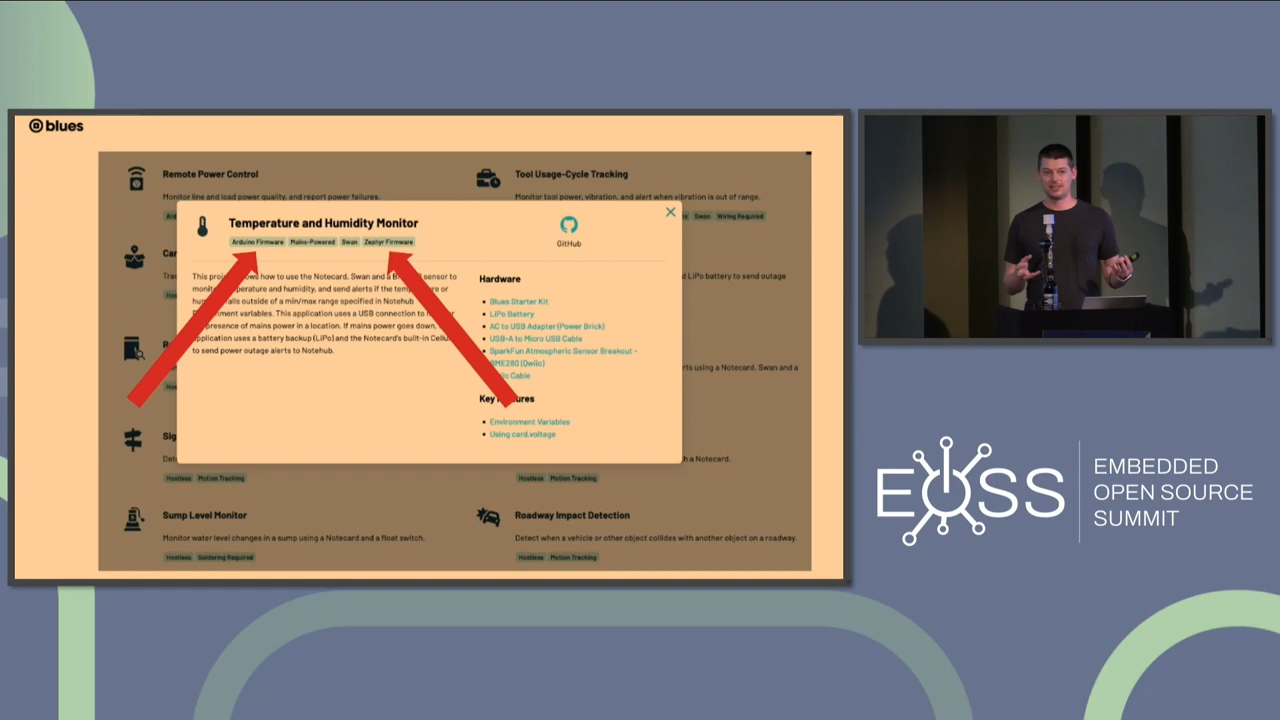 blues
Remote Power Control
Monitor line and load power quality, and report power failures.
Tool Usage-Cycle Tracking
Monitor tool power, vibration, and alert when vibration is out of range.
Swan Wiring Required
Temperature and Humidity Monitor
Arduino Firmware Mains-Powered Swan Zephyr Firmware
GitHub
This how to use the Notecard, Swan and a sensor to
temperature and humidity, and send alerts if the or
falls outside of a min/max range specified in Notehub
variables. This application uses a USB connection to
presence of mains power in a location. If mains power goes down,
application uses a battery backup (LiPo) and the Notecard's built-in
to send power outage alerts to Notehub.
Hardware
Blues Starter Kit
LiPo Battery
AC to USB Adapter (Power Brick)
USB-A to Micro USB Cable
SparkFun Atmospheric Sensor Breakout -
BME280 (Qwiic)
Cable
Key Features
Environment Variables
Using card.voltage
LiPo battery to send outage
using a Notecard, Swan and a
h a Notecard.
Hostless Motion Tracking
Hostless Motion Tracking
Sump Level Monitor
Monitor water level changes in a sump using a Notecard and a float switch.
Hostless Soldering Required
Roadway Impact Detection
Detect when a vehicle or other object collides with another object on a roadway.
Hostless Motion Tracking
EOSS
EMBEDDED
OPEN SOURCE
SUMMIT